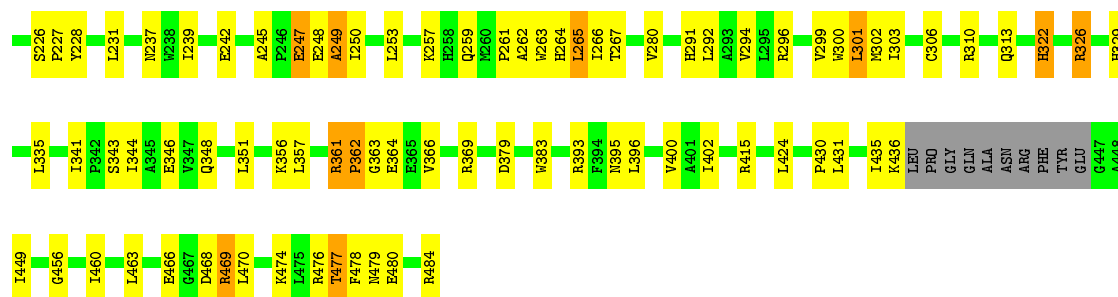 S226 P227 Y228 L231 N237 W238 I239 E242 A245 P246 E247 E248 A249 I250 L253 K257 H258 Q259 M260 P261 A262 W263 H264 L265 I266 T267 V280 H291 L292 A293 V294 L295 R296 V299 W300 L301 M302 I303 C306 R310 Q313 H322 R326
L335 I341 P342 S343 I344 A345 E346 V347 Q348 L351 K356 L357 R361 P362 G363 E364 E365 V366 R369 D379 W383 R393 F394 N395 L396 V400 A401 I402 R415 L424 P430 L431 I435 K436 LEU PRO GLY GLN ALA ASN ARG PHE TYR GLU G447 A448
I449 G456 I460 L463 E466 G467 D468 R469 L470 K474 L475 R476 T477 F478 N479 E480 R484